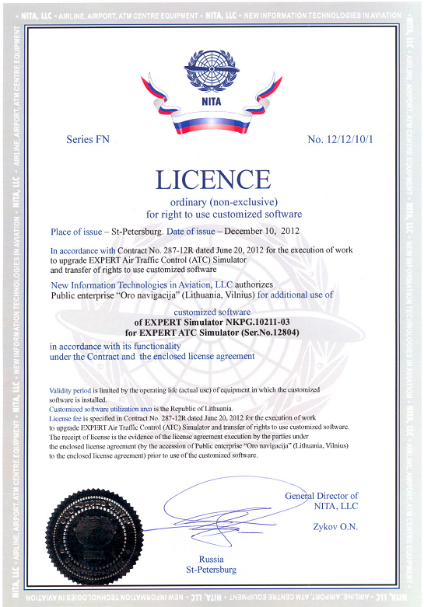 NITA, LLC - AIRLINE, AIRPORT, ATM CENTRE EQUIPMENT - NITA, LLC - NEW INFORMATION TECHNOLOGIES IN AVIATION
NITA
Series FN
No. 12/12/10/1
LICENCE
ordinary (non-exclusive)
for right to use customized software
Place of issue – St-Petersburg. Date of issue – December 10, 2012
In accordance with Contract No. 287-12R dated June 20, 2012 for the execution of work
to upgrade EXPERT Air Traffic Control (ATC) Simulator
and transfer of rights to use customized software
New Information Technologies in Aviation, LLC authorizes
Public enterprise "Oro navigacija" (Lithuania, Vilnius) for additional use of
customized software
of EXPERT Simulator NKPG.10211-03
for EXPERT ATC Simulator (Ser.No.12804)
in accordance with its functionality
under the Contract and the enclosed license agreement
Validity period is limited by the operating life (actual use) of equipment in which the customized
software is installed.
Customized software utilization area is the Republic of Lithuania.
License fee is specified in Contract No. 287-12R dated June 20, 2012 for the execution of work
to upgrade EXPERT Air Traffic Control (ATC) Simulator and transfer of rights to use customized software.
The receipt of license is the evidence of the license agreement execution by the parties under
the enclosed license agreement (by the accession of Public enterprise "Oro navigacija" (Lithuania, Vilnius)
to the enclosed license agreement) prior to use of the customized software.
General Director of
NITA, LLC
Zykov O.N.
Russia
St-Petersburg